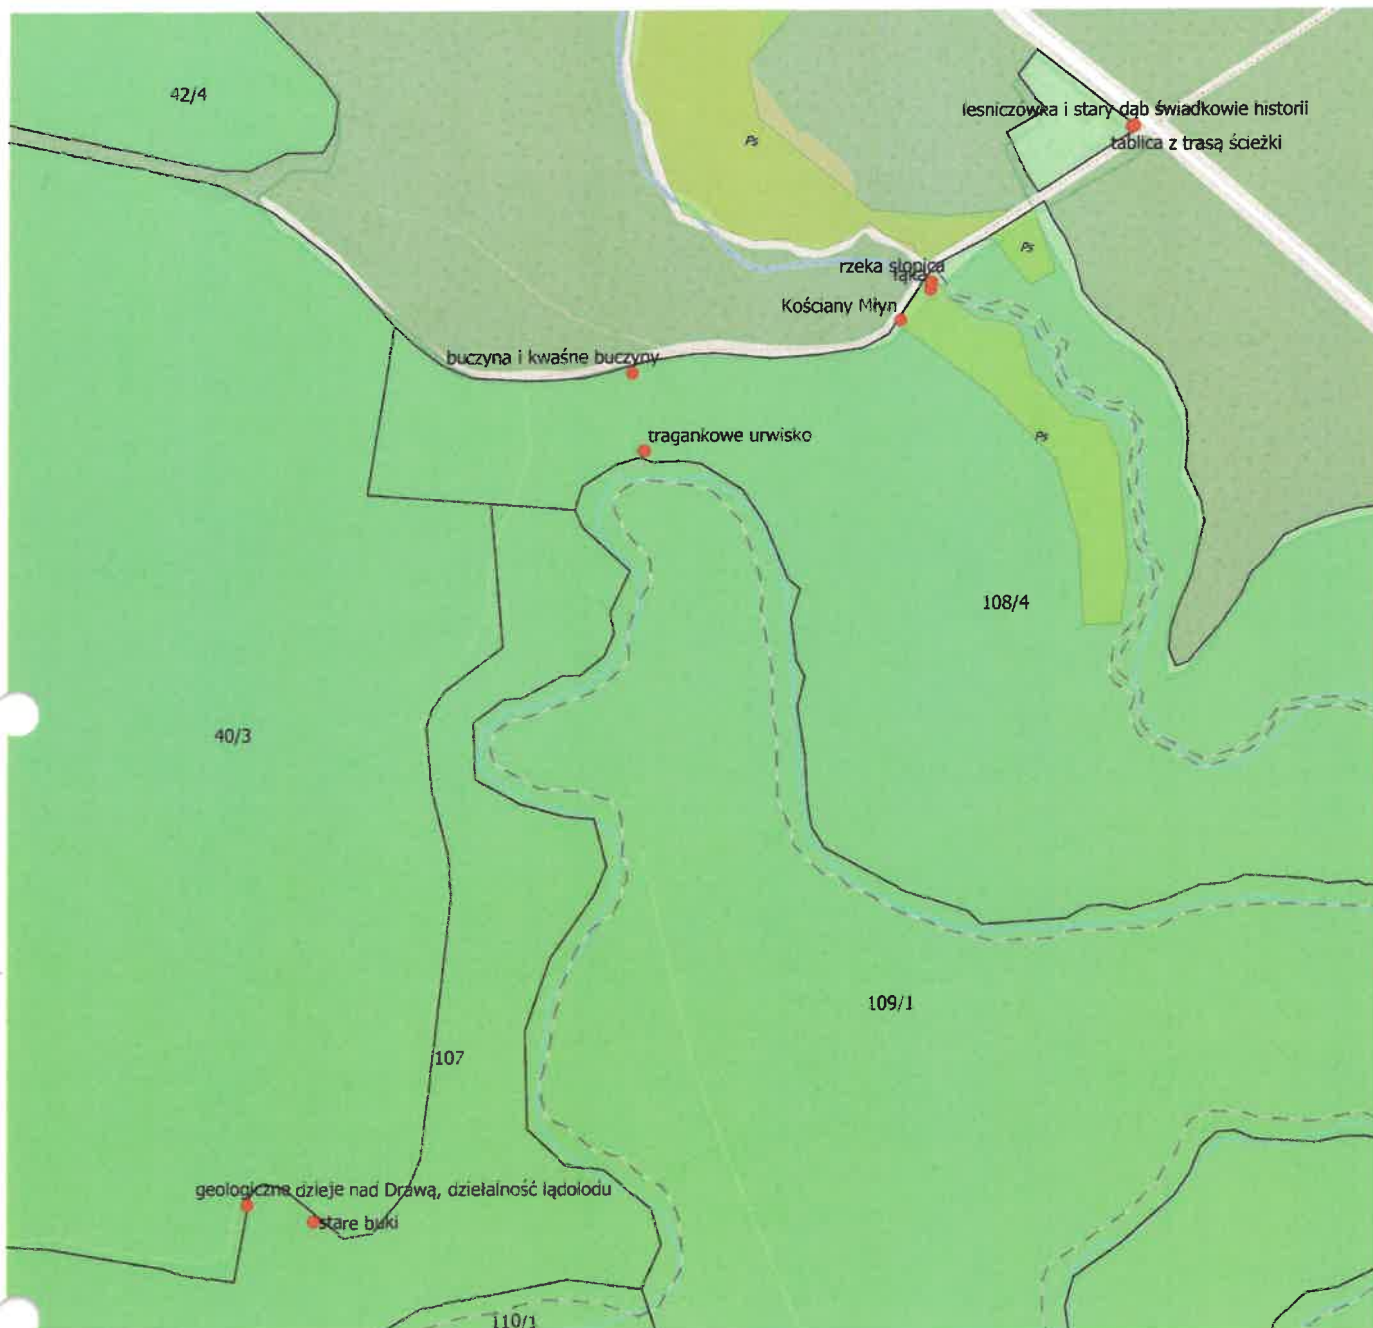 42/4
lesniczówka i stary dąb świadkowie historii
tablica z trasą ścieżki
Ps
Ps
rzeka słopica
łąka
Kościany Młyn
buczyna i kwaśne buczyny
tragankowe urwisko
Ps
108/4
40/3
109/1
107
geologiczne dzieje nad Drawą, działalność lądolodu
stare buki
110/1